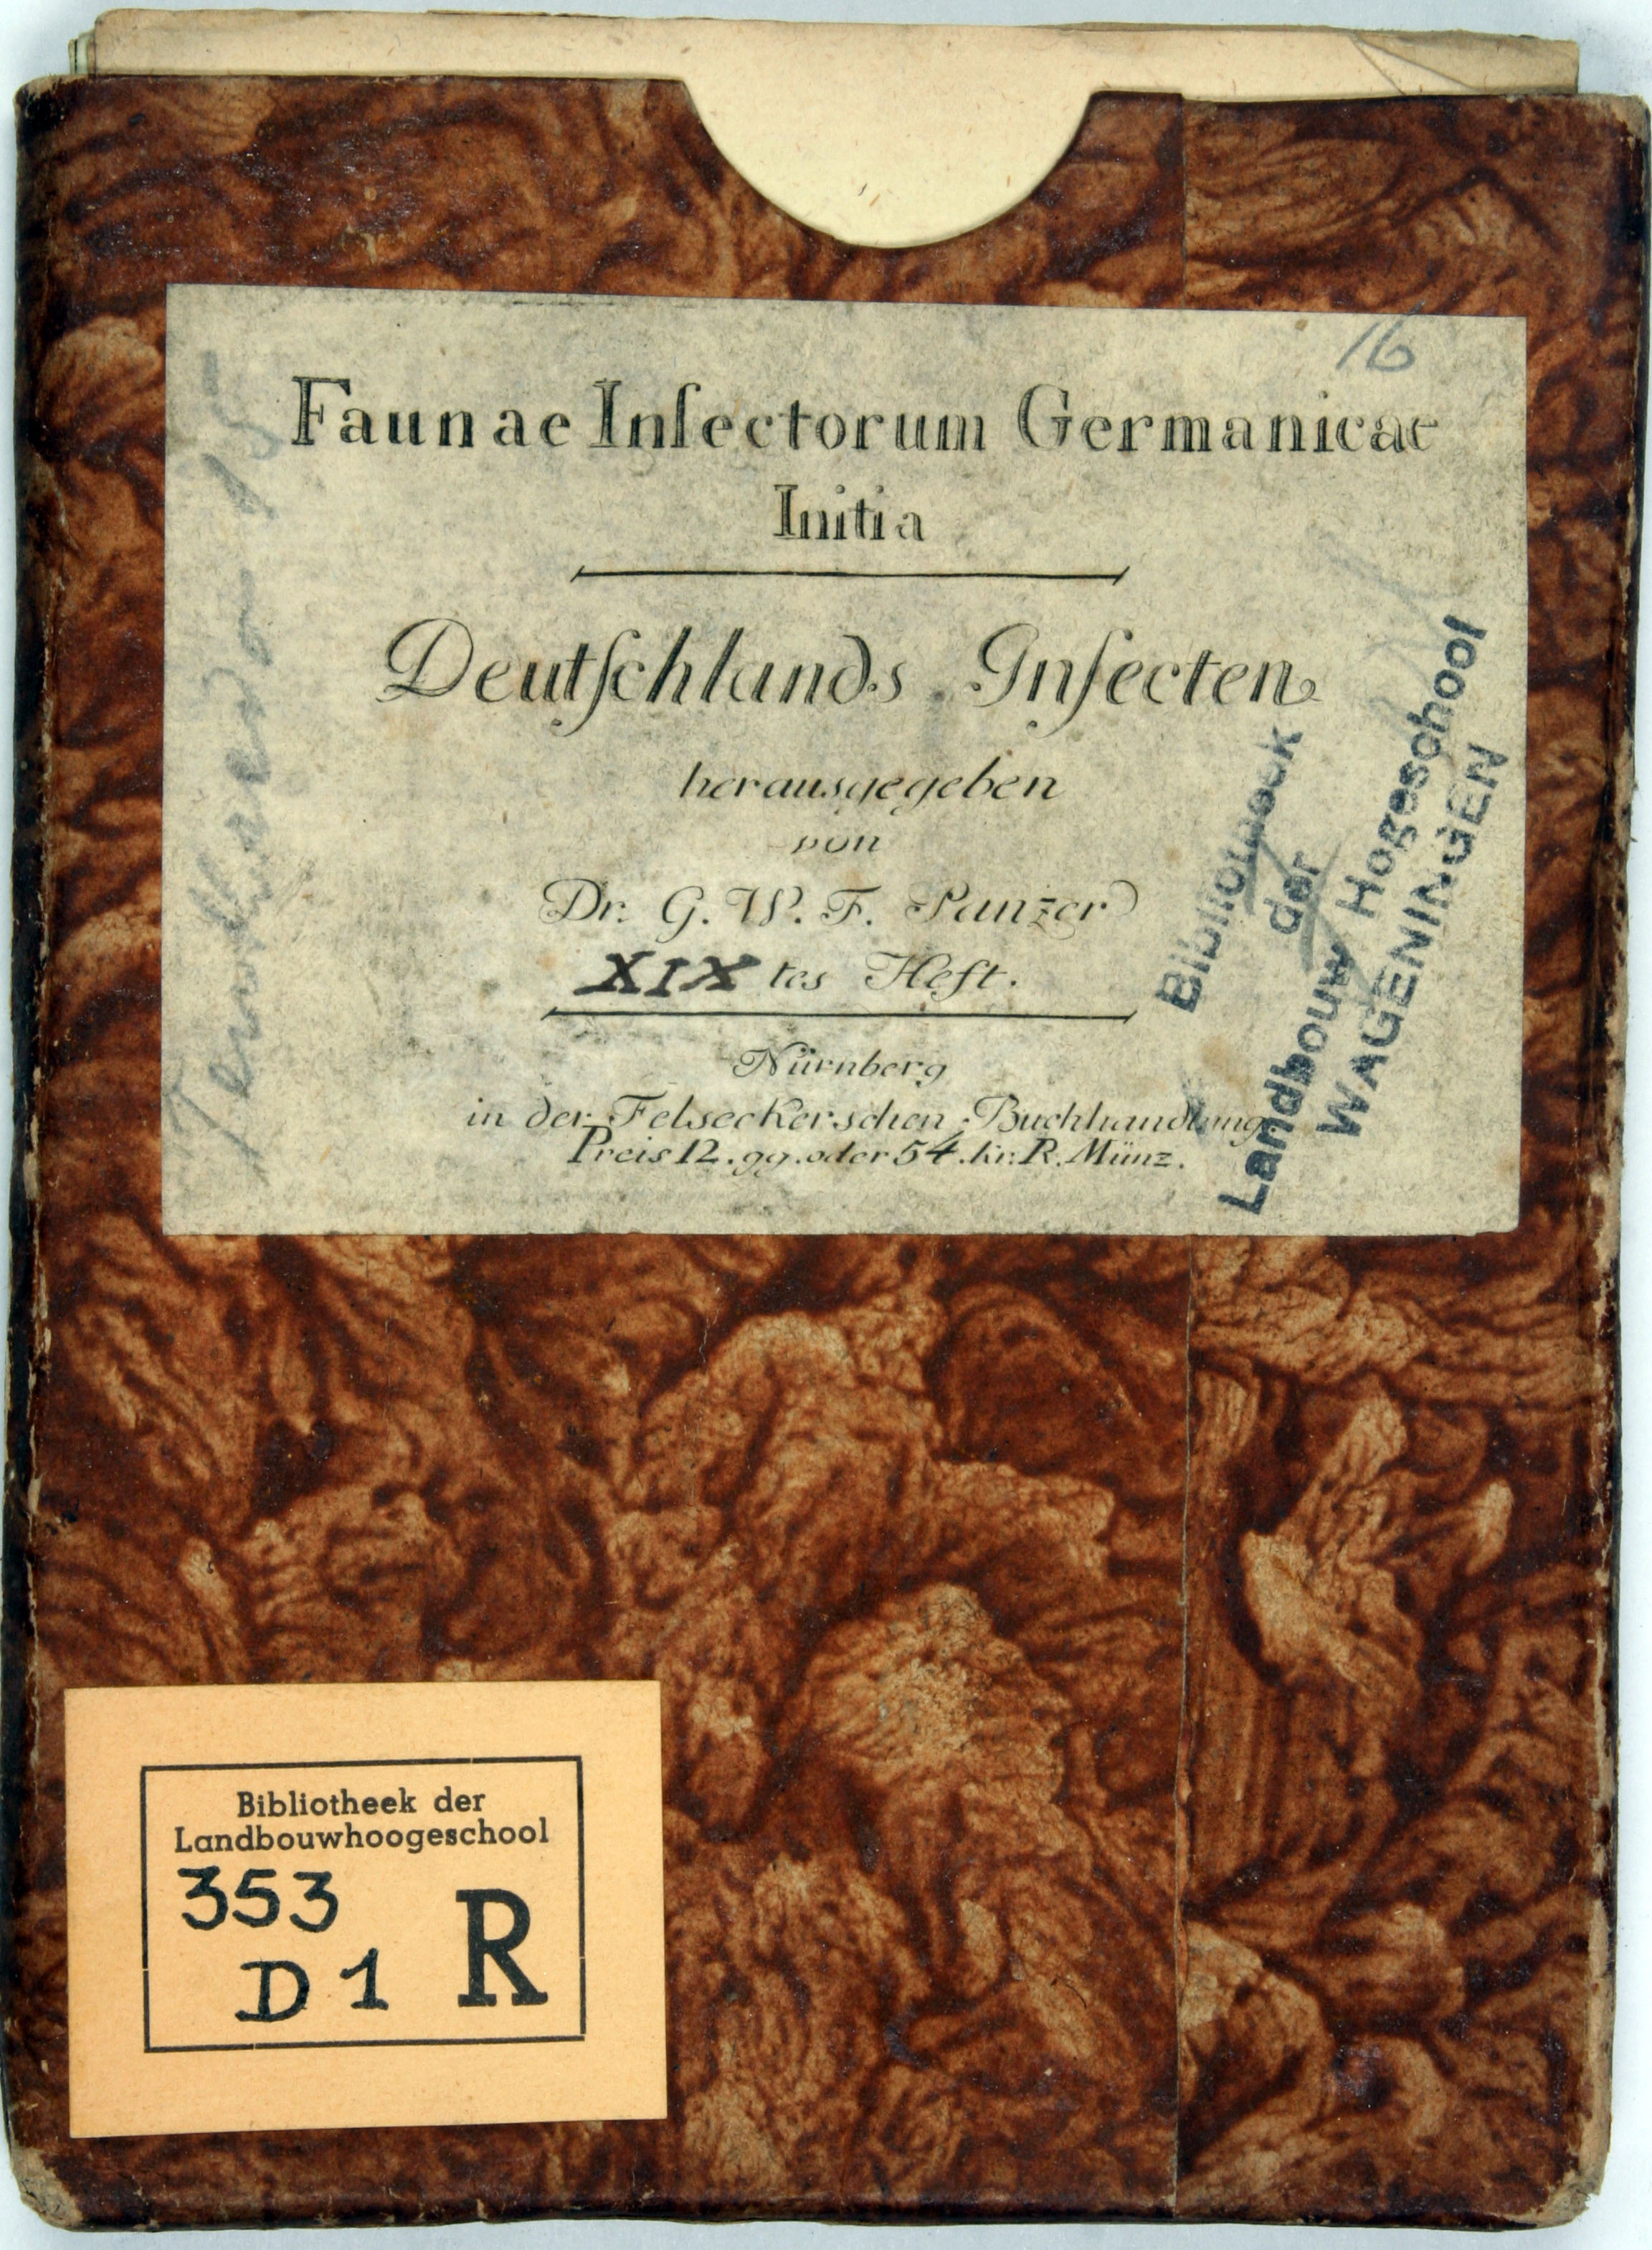 16
Faunae Inſectorum Germanicae
Initia
Deutſchlands Inſecten
herausgegeben
von
Dr. G. W. F. Panzer
XIX tes Heft.
Nürnberg
in der Felseckerschen Buchhandlung
Preis 12. gg. oder 54. kr. R. Münz.
Bibliotheek
der
Landbouw Hogeschool
WAGENINGEN
Bibliotheek der
Landbouwhoogeschool
353
D 1 R